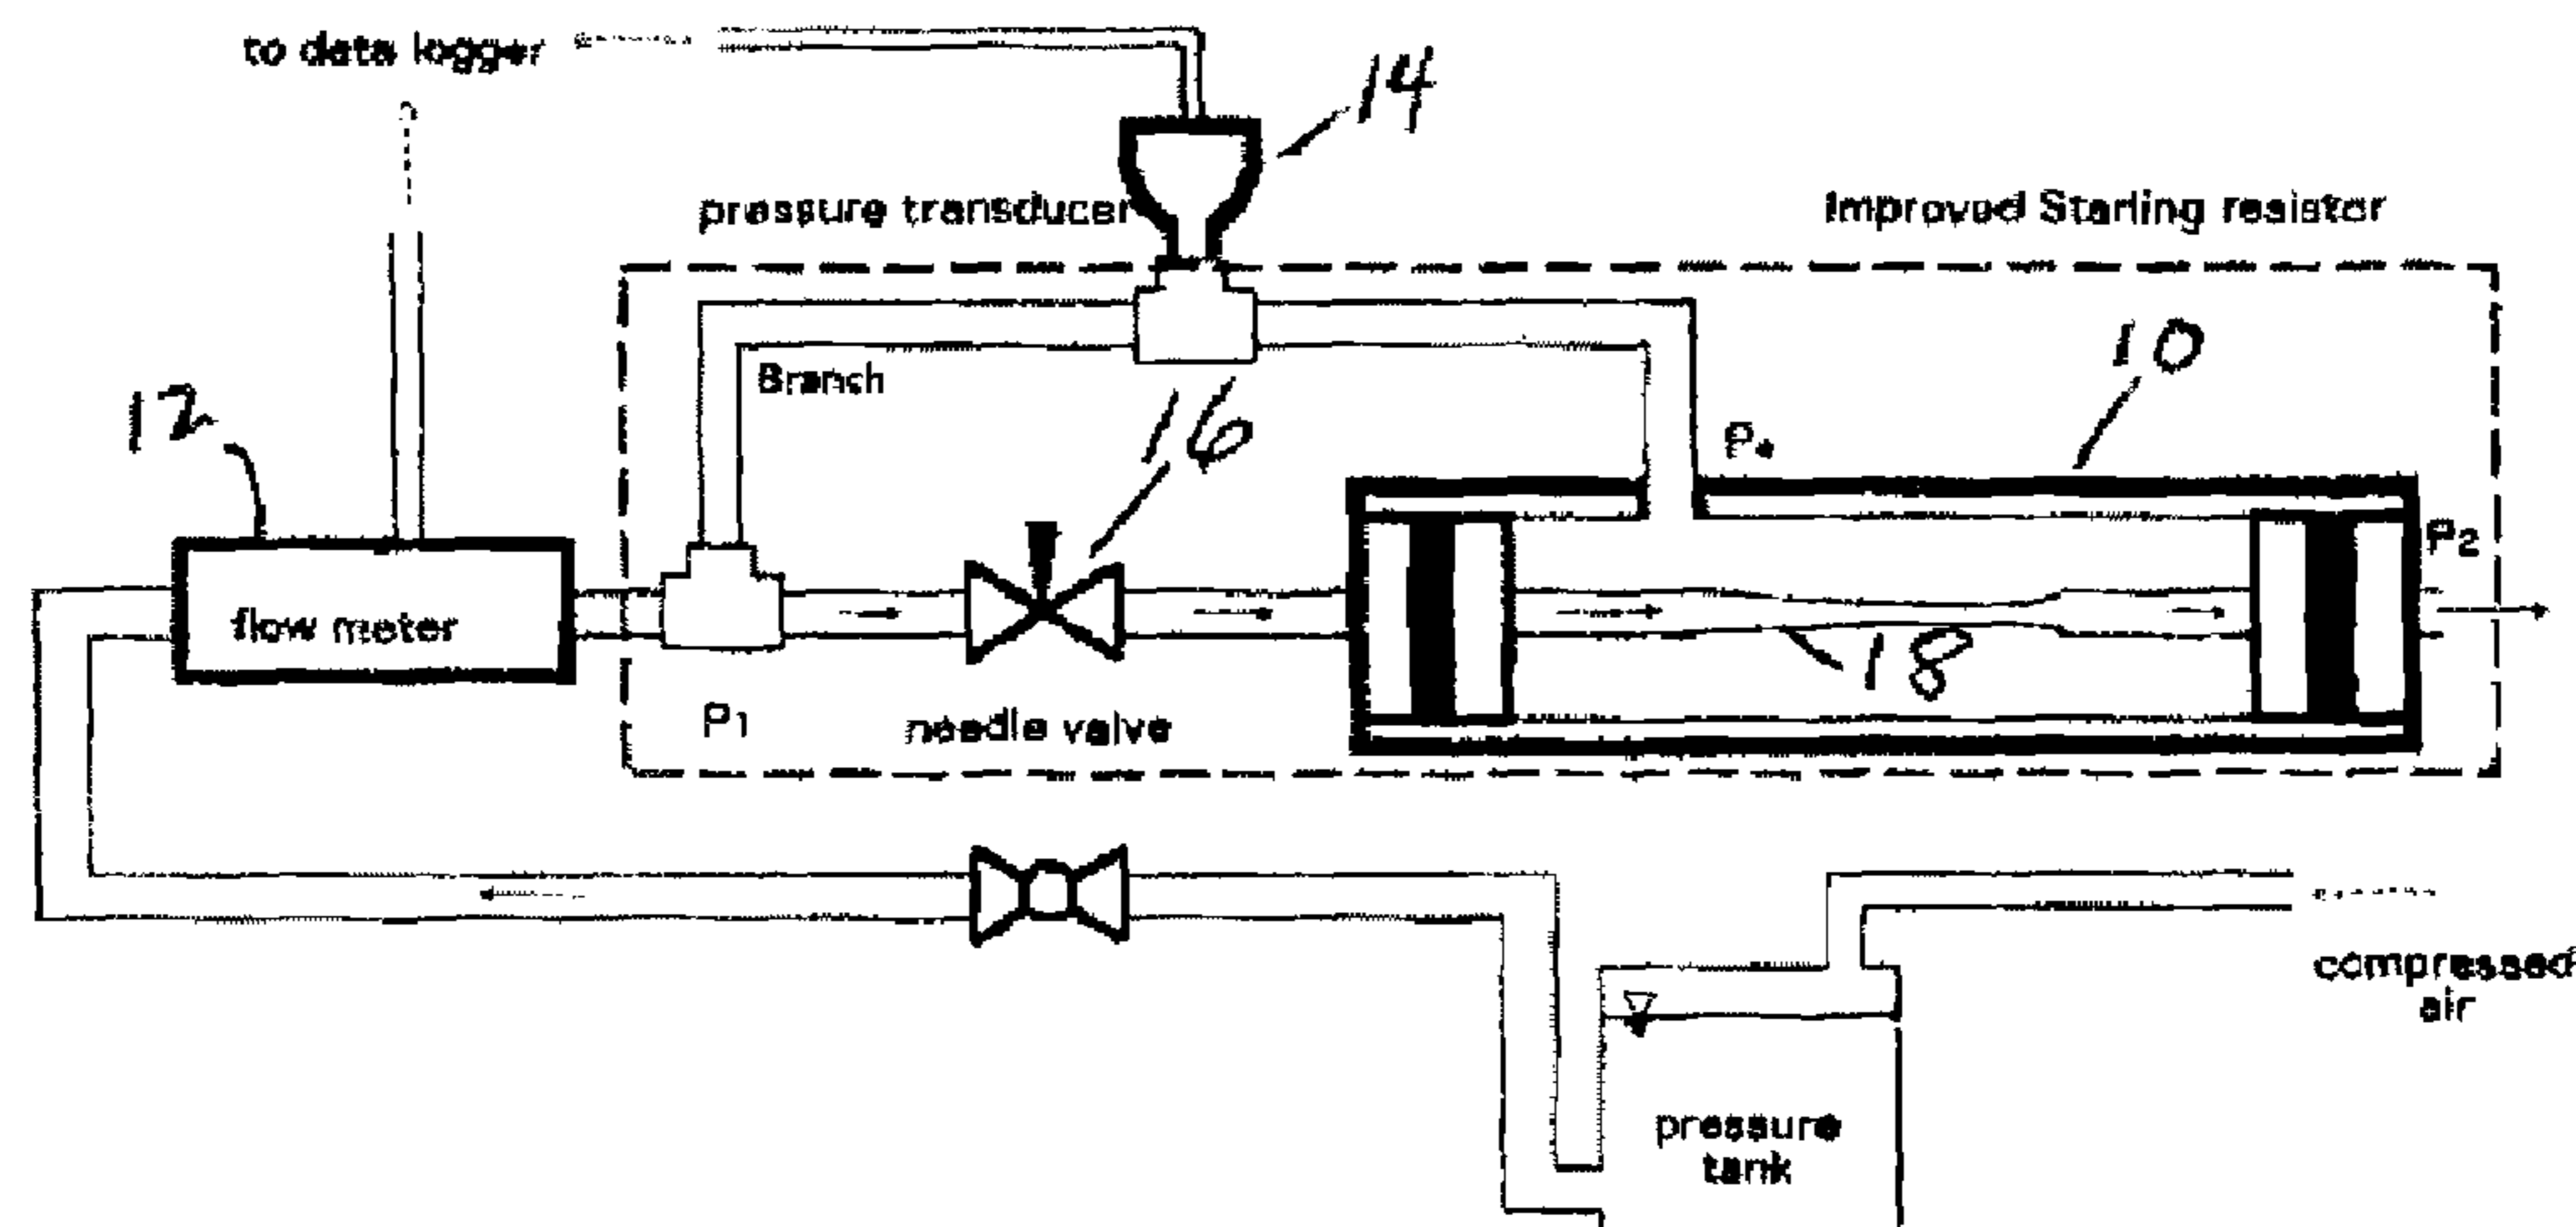 to data logger
14
pressure transducer
Improved Starling resistor
10
Branch
12
16
Pe
P2
flow meter
18
P1
needle valve
compressed
air
pressure
tank